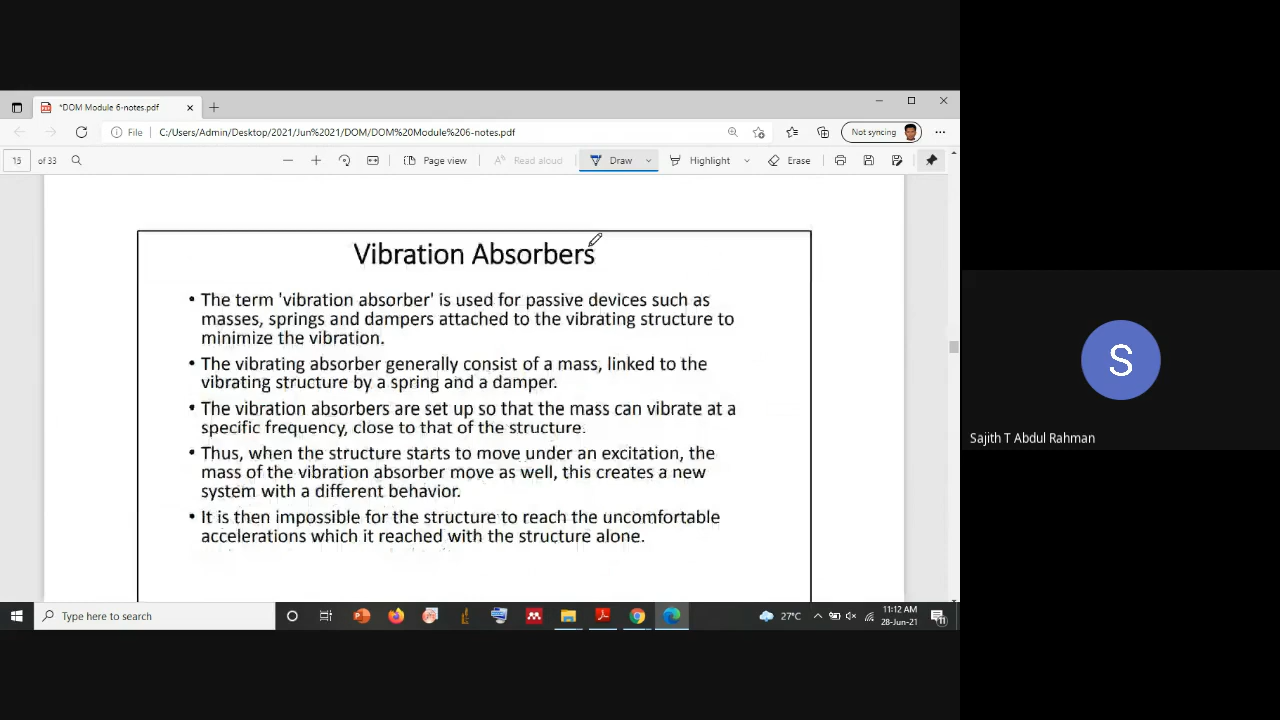 *DOM Module 6-notes.pdf
File
C:/Users/Admin/Desktop/2021/Jun%2021/DOM/DOM%20Module%206-notes.pdf
Not syncing
15 of 33
Page view
Read aloud
Draw
Highlight
Erase
Vibration Absorbers
• The term 'vibration absorber' is used for passive devices such as
masses, springs and dampers attached to the vibrating structure to
minimize the vibration.
• The vibrating absorber generally consist of a mass, linked to the
vibrating structure by a spring and a damper.
• The vibration absorbers are set up so that the mass can vibrate at a
specific frequency, close to that of the structure.
• Thus, when the structure starts to move under an excitation, the
mass of the vibration absorber move as well, this creates a new
system with a different behavior.
• It is then impossible for the structure to reach the uncomfortable
accelerations which it reached with the structure alone.
S
Sajith T Abdul Rahman
Type here to search
27°C
11:12 AM
28-Jun-21
11